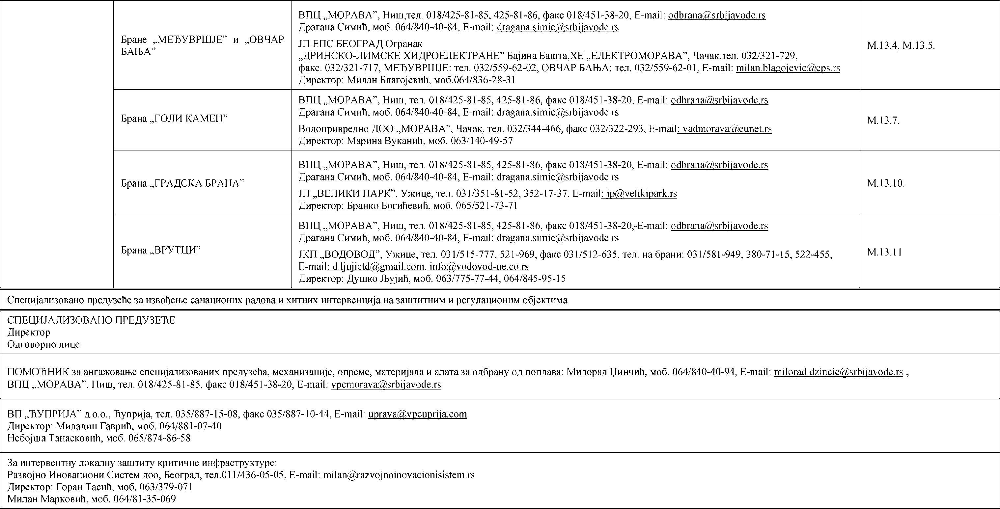 Бране „МЕЂУВРШЈЕ” и „ОВЧАР
БАЊА”
ВПЦ „МОРАВА”, Ниш,тел. 018/425-81-85, 425-81-86, факс 018/451-38-20, E-mail: odbrana@srbijavode.rs
Драгана Симић, моб. 064/840-40-84, E-mail: dragana.simic@srbijavode.rs
ЈП ЕПС БЕОГРАД Огранак
„ДРИНСКО-ЛИМСКЕ ХИДРОЕЛЕКТРАНЕ” Бајина Башта,ХЕ „ЕЛЕКТРОМОРАВА”, Чачак,тел. 032/321-729,
факс. 032/321-717, МЕЂУВРШЈЕ: тел. 032/559-62-02, ОВЧАР БАЊА: тел. 032/559-62-01, E-mail: milan.blagojevic@eps.rs
Директор: Милан Благојевић, моб.064/836-28-31
М.13.4, М.13.5.
Брана „ГОЛИ КАМЕН”
ВПЦ „МОРАВА”, Ниш, тел. 018/425-81-85, 425-81-86, факс 018/451-38-20, E-mail: odbrana@srbijavode.rs
Драгана Симић, моб. 064/840-40-84, E-mail: dragana.simic@srbijavode.rs
Водопривредно ДОО „МОРАВА”, Чачак, тел. 032/344-466, факс 032/322-293, E-mail: vadmorava@eunet.rs
Директор: Марина Вуканић, моб. 063/140-49-57
М.13.7.
Брана „ГРАДСКА БРАНА”
ВПЦ „МОРАВА”, Ниш,-тел. 018/425-81-85, 425-81-86, факс 018/451-38-20, E-mail: odbrana@srbijavode.rs
Драгана Симић, моб. 064/840-40-84, E-mail: dragana.simic@srbijavode.rs
ЈП „ВЕЛИКИ ПАРК”, Ужице, тел. 031/351-81-52, 352-17-37, E-mail: jp@velikipark.rs
Директор: Бранко Богићевић, моб. 065/521-73-71
М.13.10.
Брана „ВРУТЦИ”
ВПЦ „МОРАВА”, Ниш, тел. 018/425-81-85, 425-81-86, факс 018/451-38-20,-E-mail: odbrana@srbijavode.rs
Драгана Симић, моб. 064/840-40-84, E-mail: dragana.simic@srbijavode.rs
ЈКП „ВОДОВОД”, Ужице, тел. 031/515-777, 521-969, факс 031/512-635, тел. на брани: 031/581-949, 380-71-15, 522-455,
E-mail: d.ljujictd@gmail.com, info@vodovod-ue.co.rs
Директор: Душко Љујић, моб. 063/775-77-44, 064/845-95-15
М.13.11
Специјализовано предузеће за извођење санационих радова и хитних интервенција на заштитним и регулационим објектима
СПЕЦИЈАЛИЗОВАНО ПРЕДУЗЕЋЕ
Директор
Одговорно лице
ПОМОЋНИК за ангажовање специјализованих предузећа, механизације, опреме, материјала и алата за одбрану од поплава: Милорад Џинчић, моб. 064/840-40-94, E-mail: milorad.dzincic@srbijavode.rs ,
ВПЦ „МОРАВА”, Ниш, тел. 018/425-81-85, факс 018/451-38-20, E-mail: vpcmorava@srbijavode.rs
ВП „ЋУПРИЈА” д.о.о., Ћуприја, тел. 035/887-15-08, факс 035/887-10-44, E-mail: uprava@vpcuprija.com
Директор: Миладин Гаврић, моб. 064/881-07-40
Небојша Танасковић, моб. 065/874-86-58
За интервентну локалну заштиту критичне инфраструктуре:
Развојно Иновациони Систем доо, Београд, тел.011/436-05-05, E-mail: milan@razvojnoinovacionisistem.rs
Директор: Горан Тасић, моб. 063/379-071
Милан Марковић, моб. 064/81-35-069